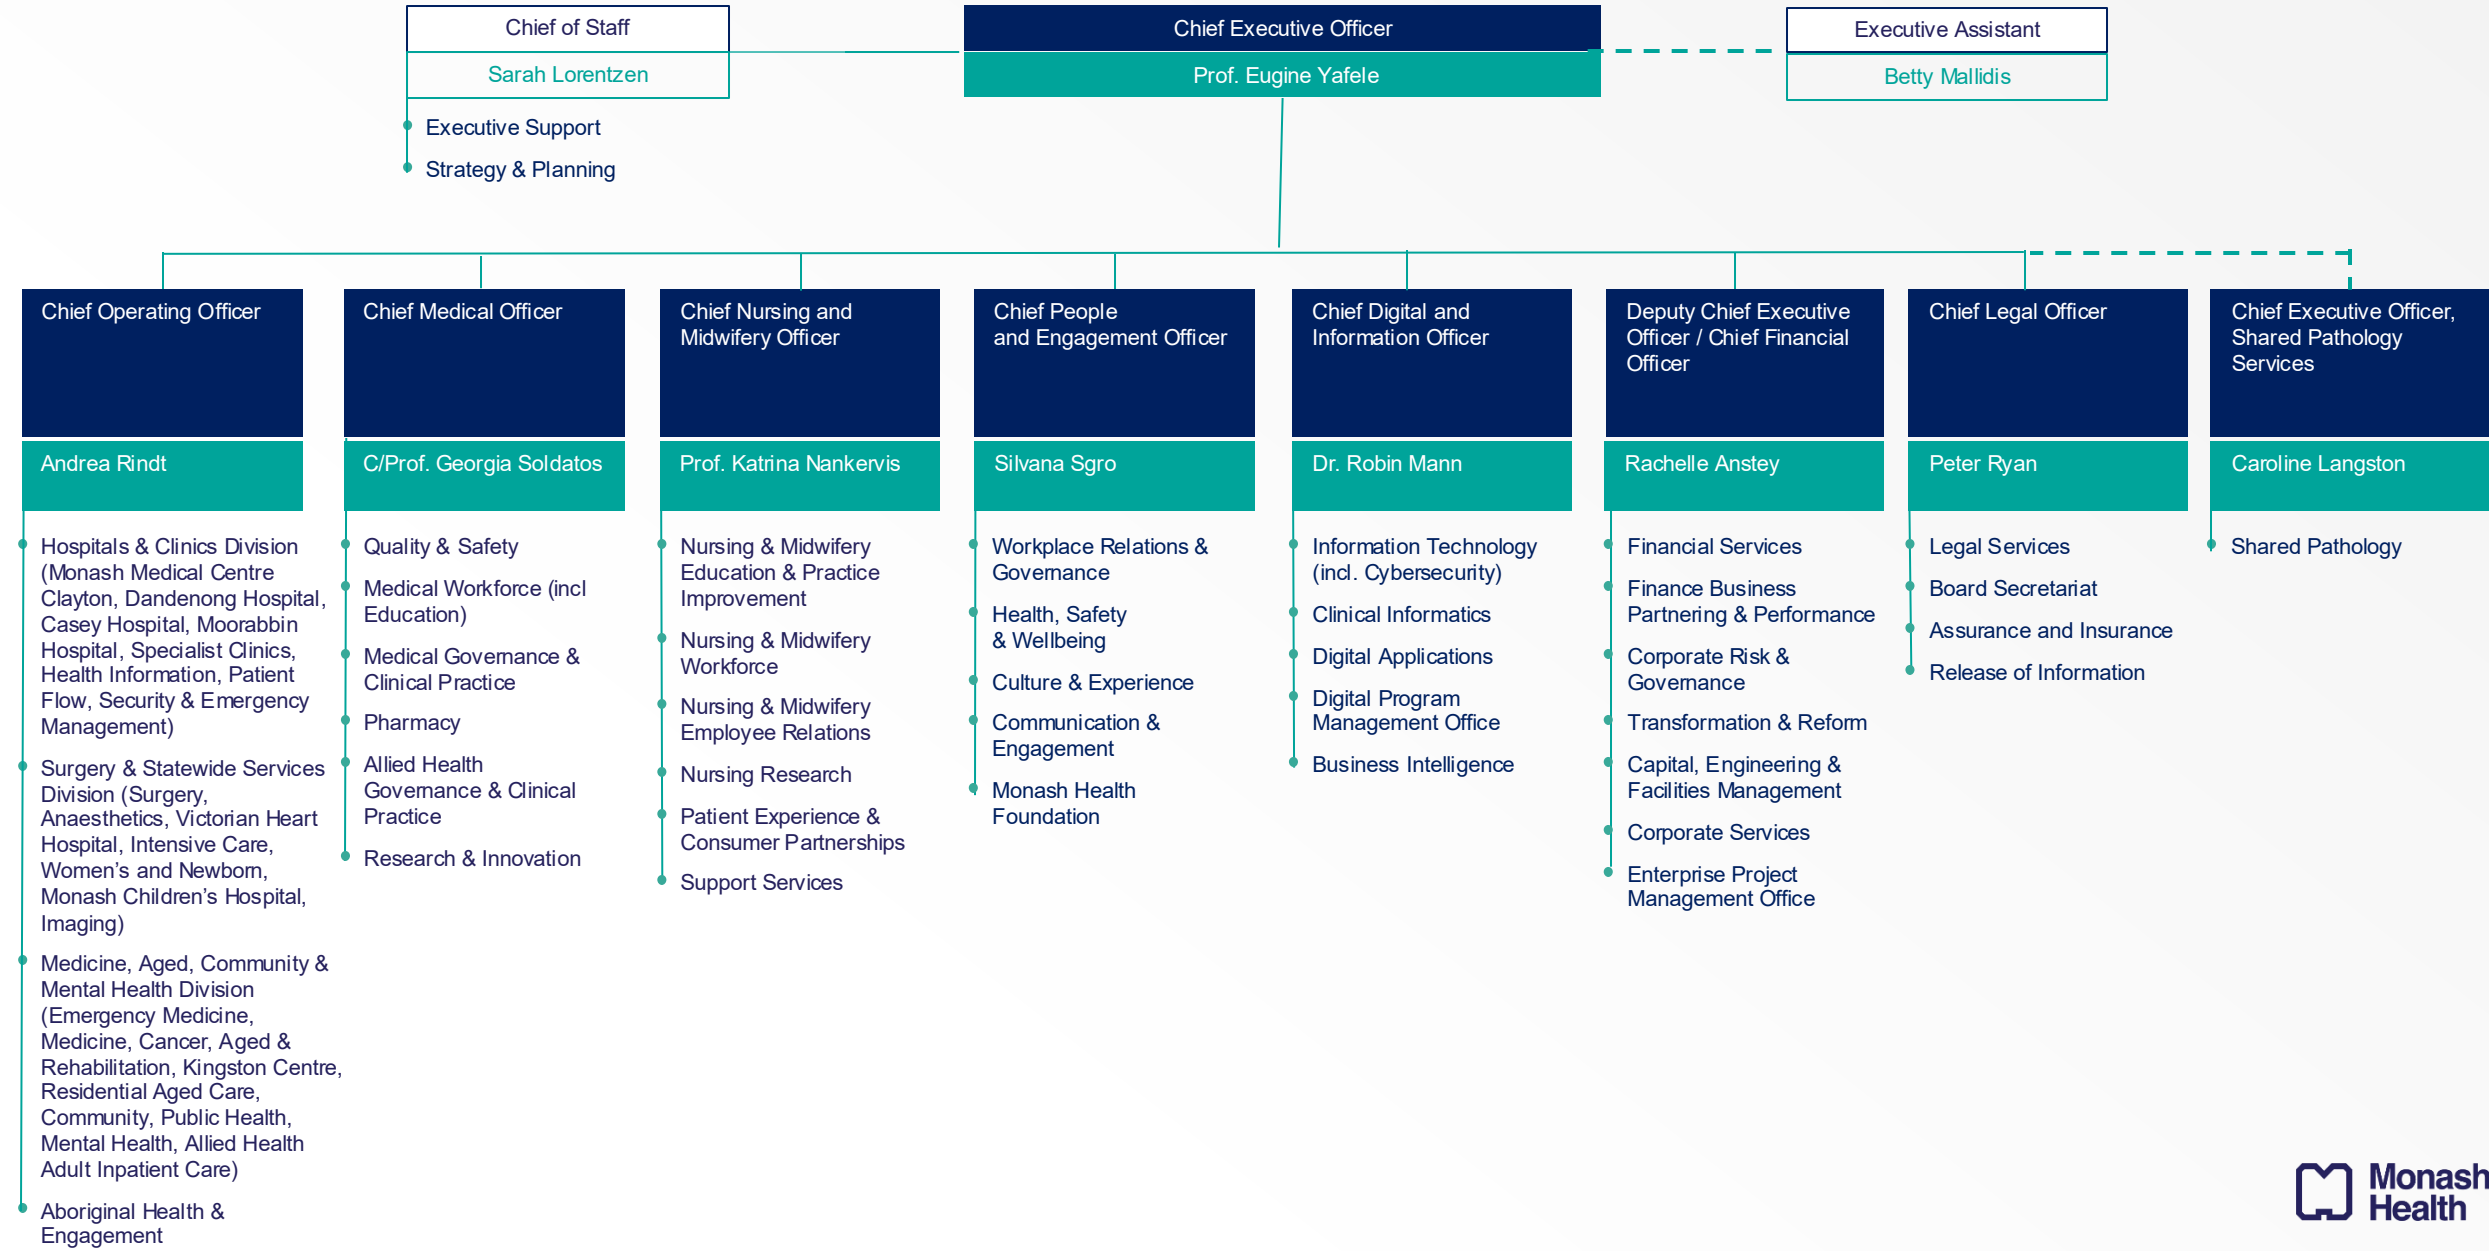 Chief of Staff
Sarah Lorentzen
Executive Support
Strategy & Planning
Chief Executive Officer
Prof. Eugine Yafele
Executive Assistant
Betty Mallidis
Chief Operating Officer
Andrea Rindt
Hospitals & Clinics Division
(Monash Medical Centre
Clayton, Dandenong Hospital,
Casey Hospital, Moorabbin
Hospital, Specialist Clinics,
Health Information, Patient
Flow, Security & Emergency
Management)
Surgery & Statewide Services
Division (Surgery,
Anaesthetics, Victorian Heart
Hospital, Intensive Care,
Women’s and Newborn,
Monash Children’s Hospital,
Imaging)
Medicine, Aged, Community &
Mental Health Division
(Emergency Medicine,
Medicine, Cancer, Aged &
Rehabilitation, Kingston Centre,
Residential Aged Care,
Community, Public Health,
Mental Health, Allied Health
Adult Inpatient Care)
Aboriginal Health &
Engagement
Chief Medical Officer
C/Prof. Georgia Soldatos
Quality & Safety
Medical Workforce (incl
Education)
Medical Governance &
Clinical Practice
Pharmacy
Allied Health
Governance & Clinical
Practice
Research & Innovation
Chief Nursing and
Midwifery Officer
Prof. Katrina Nankervis
Nursing & Midwifery
Education & Practice
Improvement
Nursing & Midwifery
Workforce
Nursing & Midwifery
Employee Relations
Nursing Research
Patient Experience &
Consumer Partnerships
Support Services
Chief People
and Engagement Officer
Silvana Sgro
Workplace Relations &
Governance
Health, Safety
& Wellbeing
Culture & Experience
Communication &
Engagement
Monash Health
Foundation
Chief Digital and
Information Officer
Dr. Robin Mann
Information Technology
(incl. Cybersecurity)
Clinical Informatics
Digital Applications
Digital Program
Management Office
Business Intelligence
Deputy Chief Executive
Officer / Chief Financial
Officer
Rachelle Anstey
Financial Services
Finance Business
Partnering & Performance
Corporate Risk &
Governance
Transformation & Reform
Capital, Engineering &
Facilities Management
Corporate Services
Enterprise Project
Management Office
Chief Legal Officer
Peter Ryan
Legal Services
Board Secretariat
Assurance and Insurance
Release of Information
Chief Executive Officer,
Shared Pathology
Services
Caroline Langston
Shared Pathology
Monash
Health